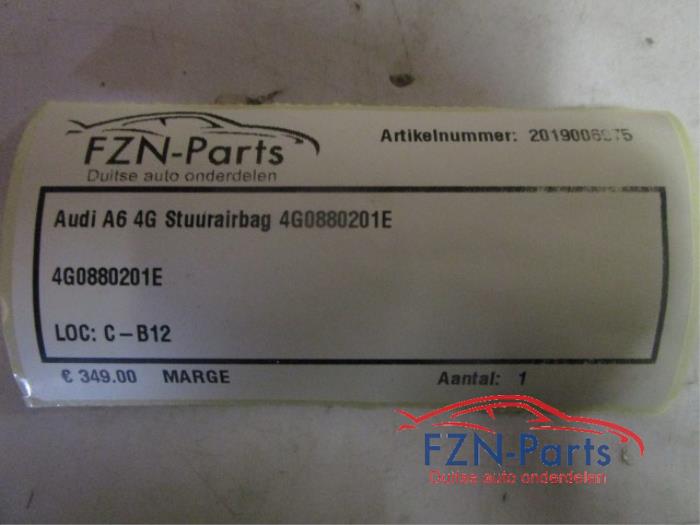 FZN-Parts
Duitse auto onderdelen
Artikelnummer:
Audi A6 4G Stuurairbag 4G0880201E
4G0880201E
LOC: C-B12
€ 349.00 MARGE Aantal: 1
FZN-Parts
Duitse auto onderdelen